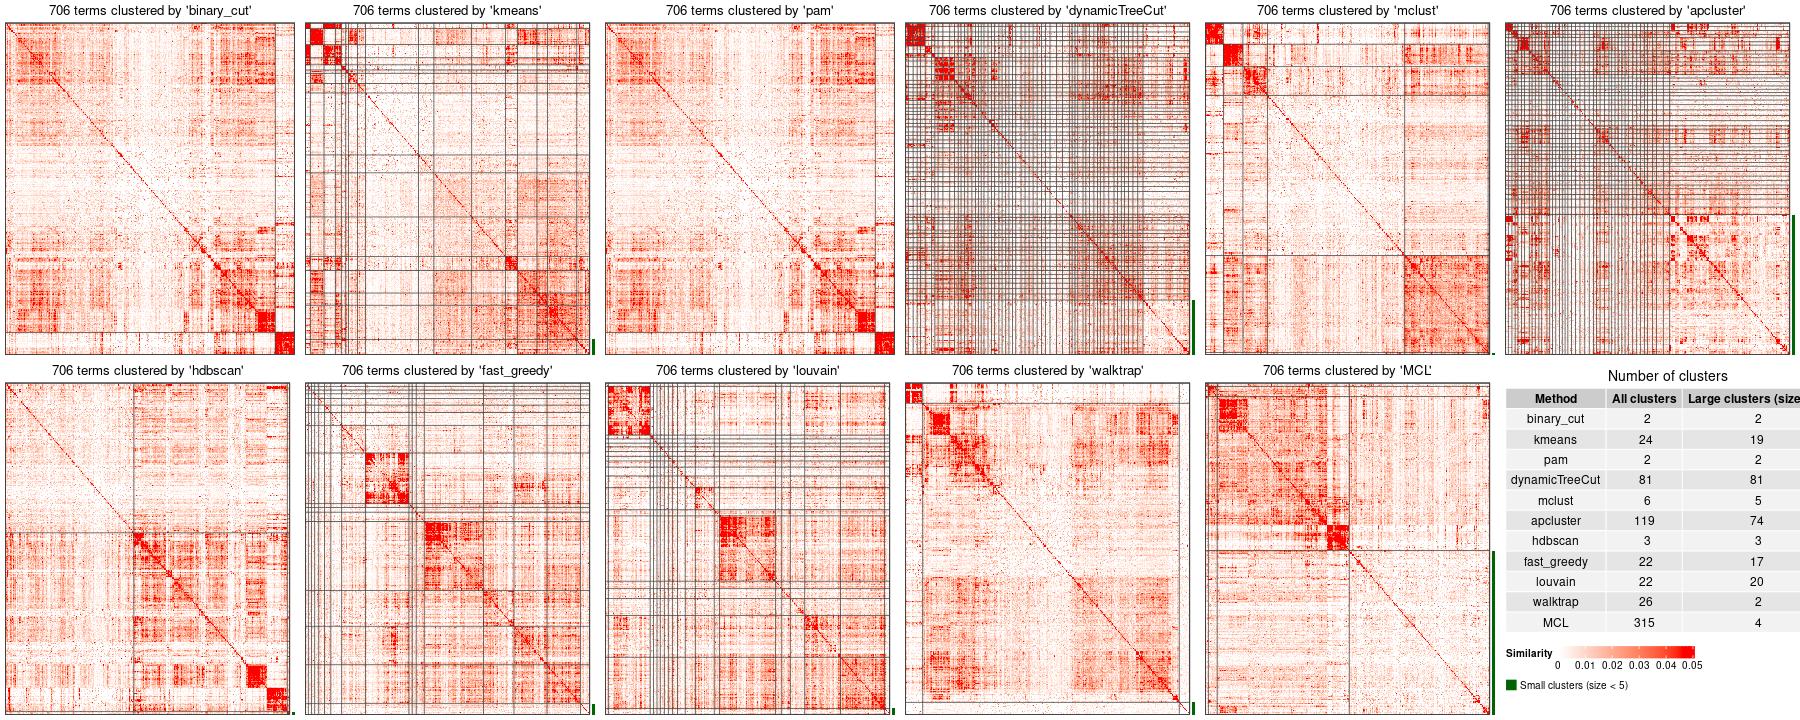 706 terms clustered by 'binary_cut'
706 terms clustered by 'kmeans'
706 terms clustered by 'pam'
706 terms clustered by 'dynamicTreeCut'
706 terms clustered by 'mclust'
706 terms clustered by 'apcluster'
706 terms clustered by 'hdbscan'
706 terms clustered by 'fast_greedy'
706 terms clustered by 'louvain'
706 terms clustered by 'walktrap'
706 terms clustered by 'MCL'
Number of clusters
Method All clusters Large clusters (size
binary_cut 2 2
kmeans 24 19
pam 2 2
dynamicTreeCut 81 81
mclust 6 5
apcluster 119 74
hdbscan 3 3
fast_greedy 22 17
louvain 22 20
walktrap 26 2
MCL 315 4
Similarity
0 0.01 0.02 0.03 0.04 0.05
Small clusters (size < 5)